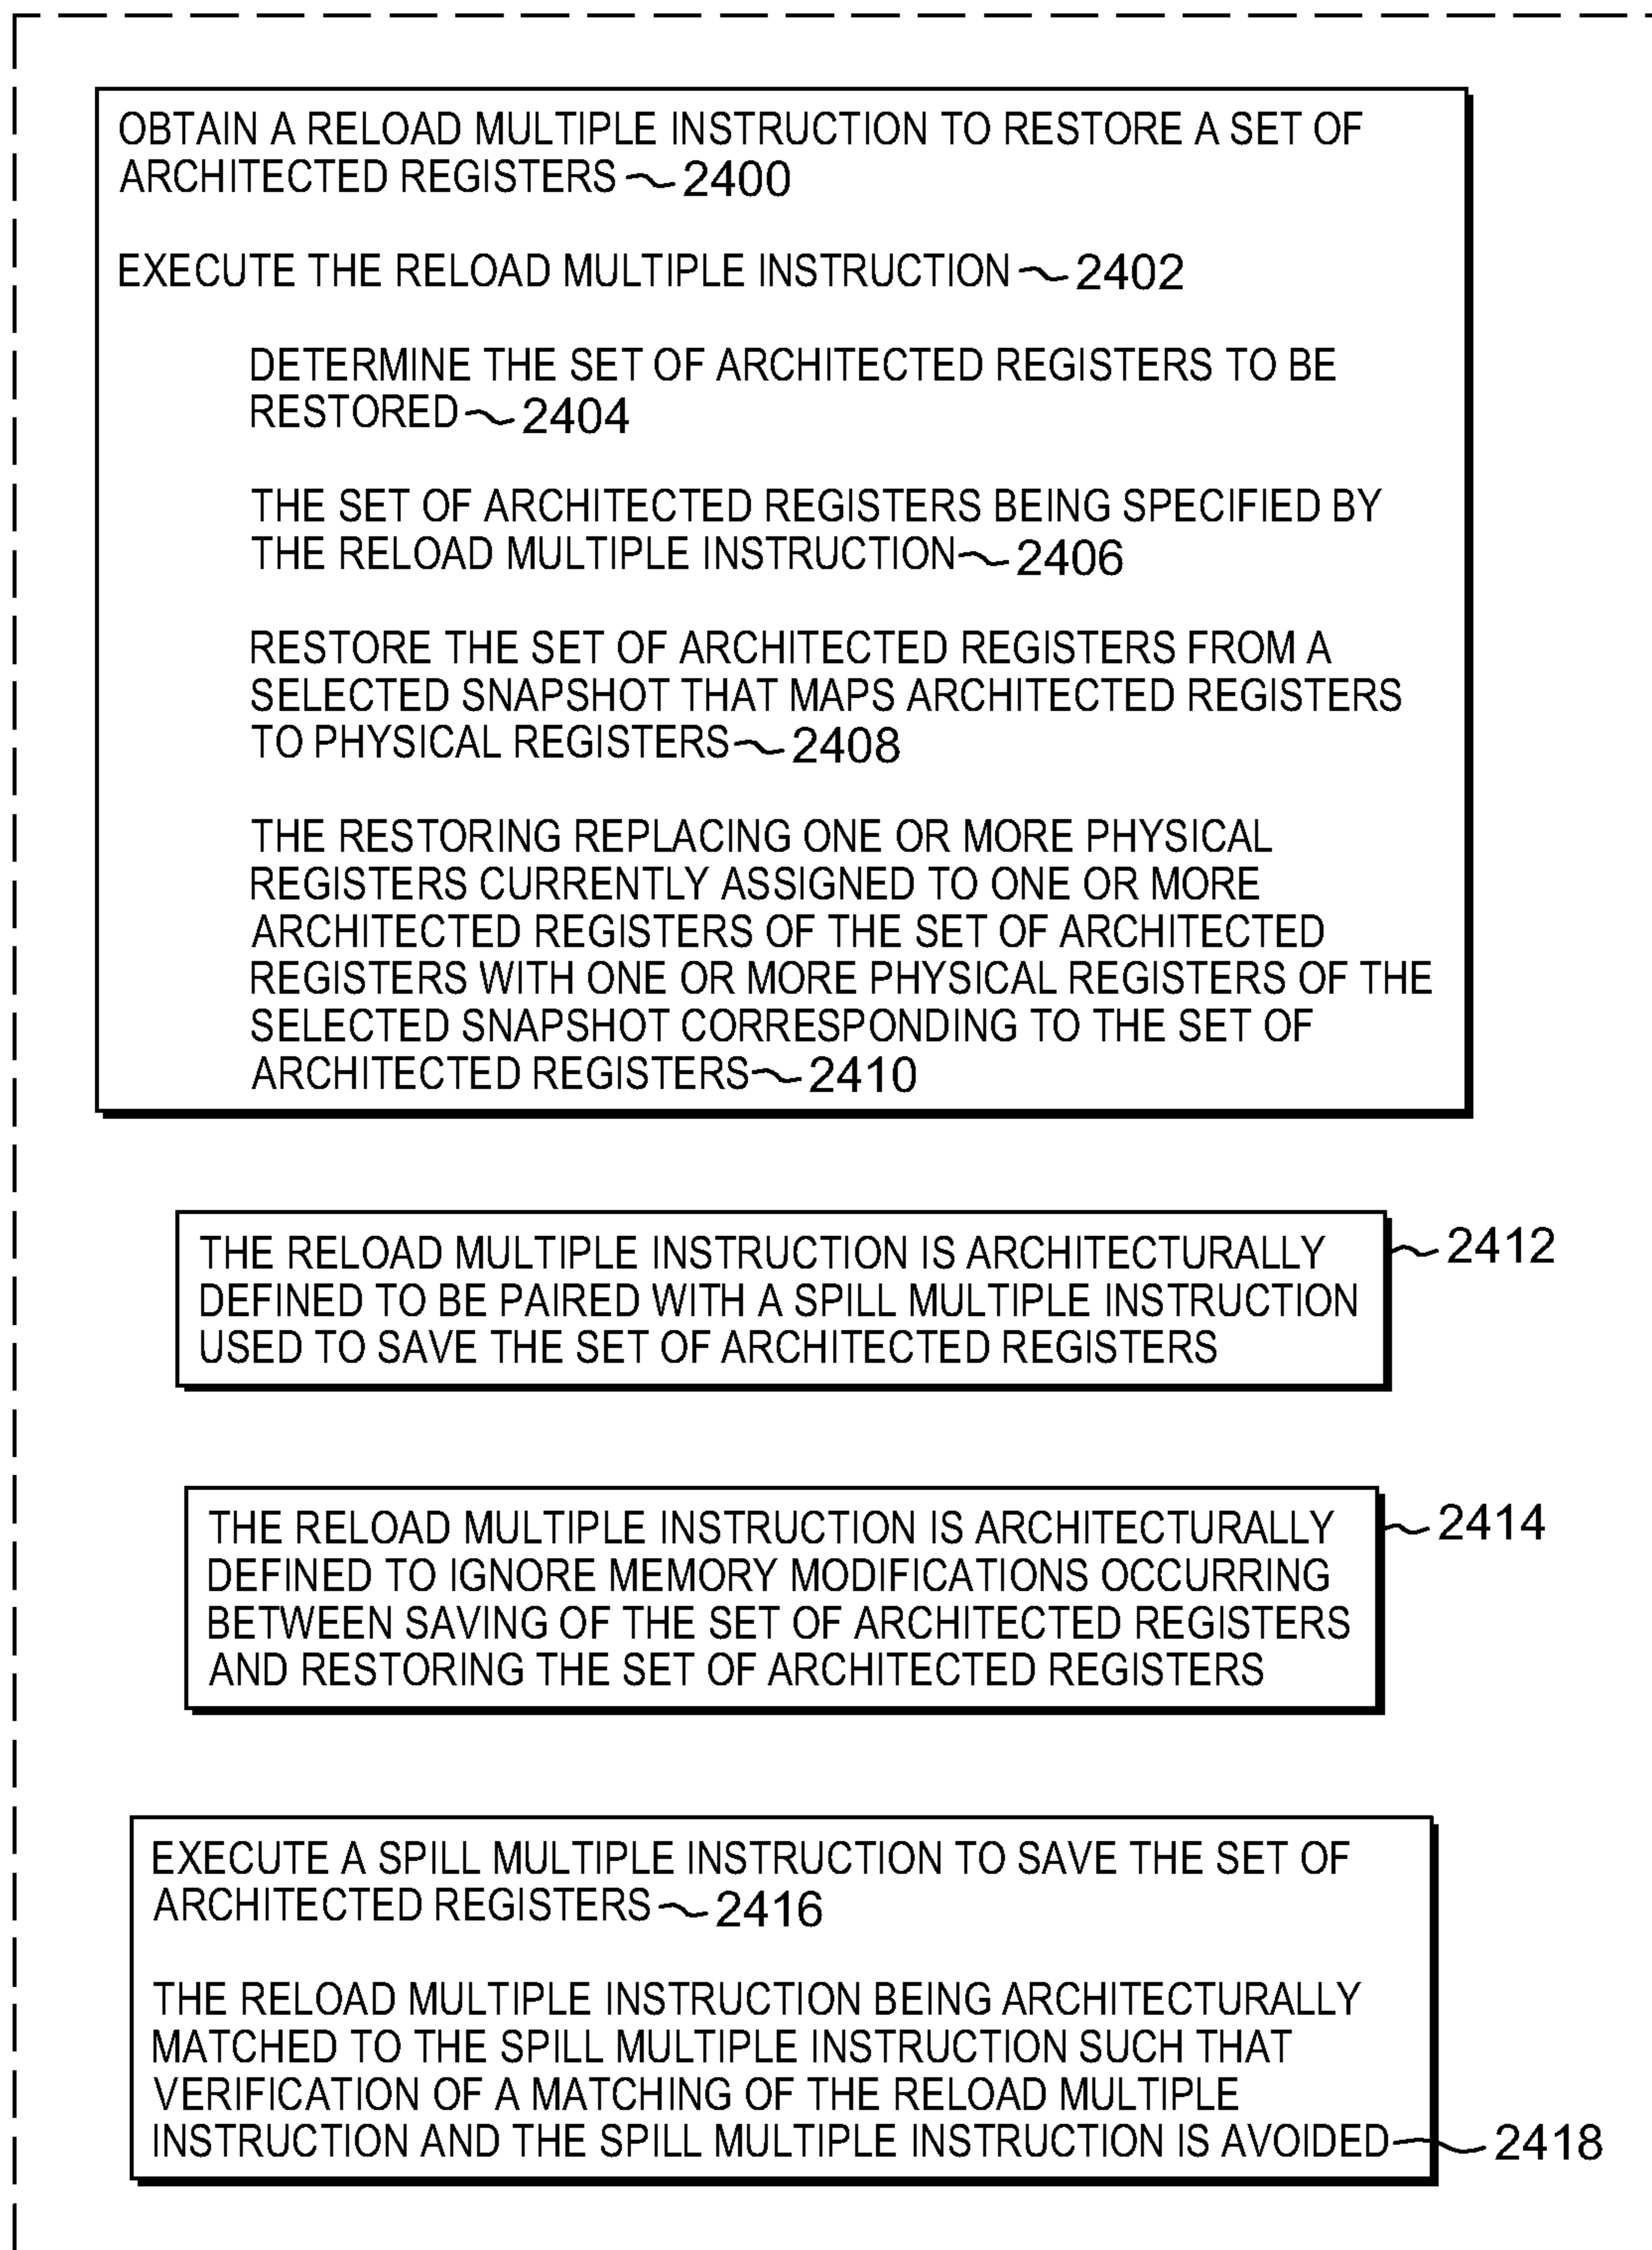 OBTAIN A RELOAD MULTIPLE INSTRUCTION TO RESTORE A SET OF
ARCHITECTED REGISTERS 2400
EXECUTE THE RELOAD MULTIPLE INSTRUCTION 2402
DETERMINE THE SET OF ARCHITECTED REGISTERS TO BE
RESTORED 2404
THE SET OF ARCHITECTED REGISTERS BEING SPECIFIED BY
THE RELOAD MULTIPLE INSTRUCTION 2406
RESTORE THE SET OF ARCHITECTED REGISTERS FROM A
SELECTED SNAPSHOT THAT MAPS ARCHITECTED REGISTERS
TO PHYSICAL REGISTERS 2408
THE RESTORING REPLACING ONE OR MORE PHYSICAL
REGISTERS CURRENTLY ASSIGNED TO ONE OR MORE
ARCHITECTED REGISTERS OF THE SET OF ARCHITECTED
REGISTERS WITH ONE OR MORE PHYSICAL REGISTERS OF THE
SELECTED SNAPSHOT CORRESPONDING TO THE SET OF
ARCHITECTED REGISTERS 2410
THE RELOAD MULTIPLE INSTRUCTION IS ARCHITECTURALLY 2412
DEFINED TO BE PAIRED WITH A SPILL MULTIPLE INSTRUCTION
USED TO SAVE THE SET OF ARCHITECTED REGISTERS
THE RELOAD MULTIPLE INSTRUCTION IS ARCHITECTURALLY 2414
DEFINED TO IGNORE MEMORY MODIFICATIONS OCCURRING
BETWEEN SAVING OF THE SET OF ARCHITECTED REGISTERS
AND RESTORING THE SET OF ARCHITECTED REGISTERS
EXECUTE A SPILL MULTIPLE INSTRUCTION TO SAVE THE SET OF
ARCHITECTED REGISTERS 2416
THE RELOAD MULTIPLE INSTRUCTION BEING ARCHITECTURALLY
MATCHED TO THE SPILL MULTIPLE INSTRUCTION SUCH THAT
VERIFICATION OF A MATCHING OF THE RELOAD MULTIPLE
INSTRUCTION AND THE SPILL MULTIPLE INSTRUCTION IS AVOIDED 2418